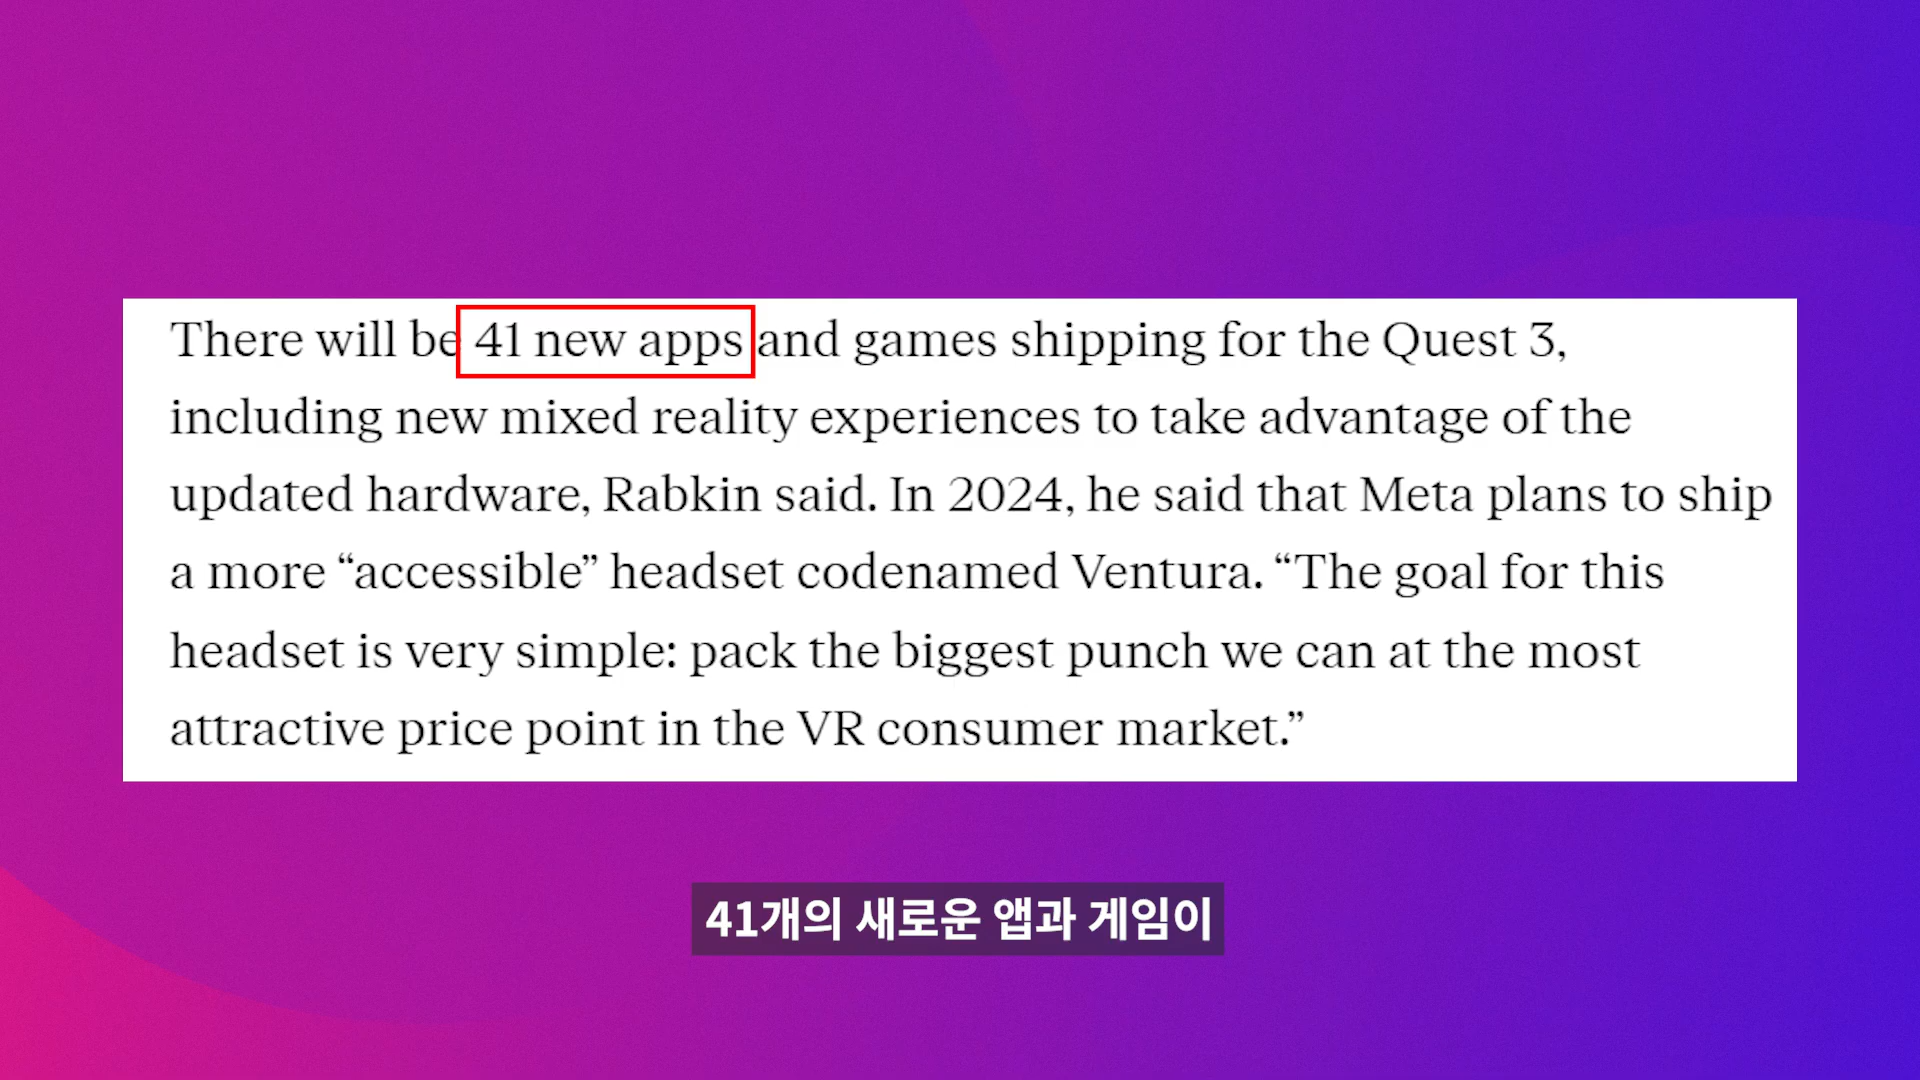 There will be 41 new apps and games shipping for the Quest 3,
including new mixed reality experiences to take advantage of the
updated hardware, Rabkin said. In 2024, he said that Meta plans to ship
a more “accessible” headset codenamed Ventura. “The goal for this
headset is very simple: pack the biggest punch we can at the most
attractive price point in the VR consumer market.”
41개의 새로운 앱과 게임이